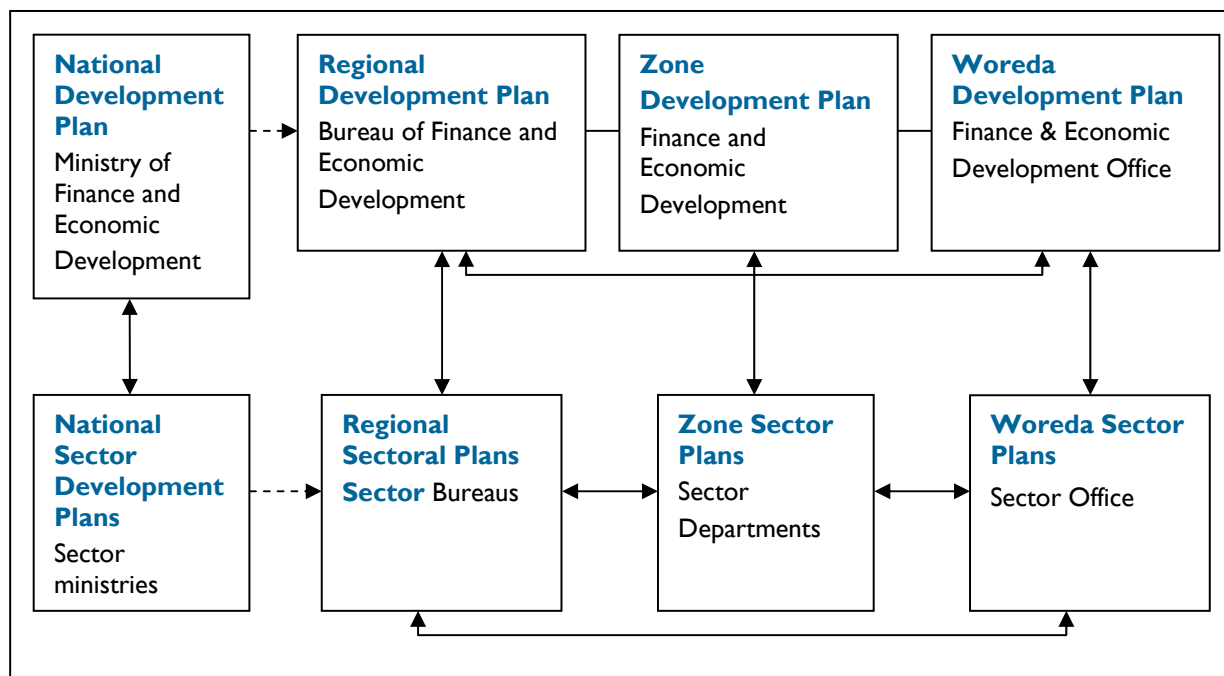 National
Development
Plan
Ministry of
Finance and
Economic
Development
Regional
Development Plan
Bureau of Finance and
Economic
Development
Zone
Development Plan
Finance and
Economic
Development
Woreda
Development Plan
Finance & Economic
Development Office
National
Sector
Development
Plans
Sector
ministries
Regional
Sectoral Plans
Sector Bureaus
Zone Sector
Plans
Sector
Departments
Woreda Sector
Plans
Sector Office